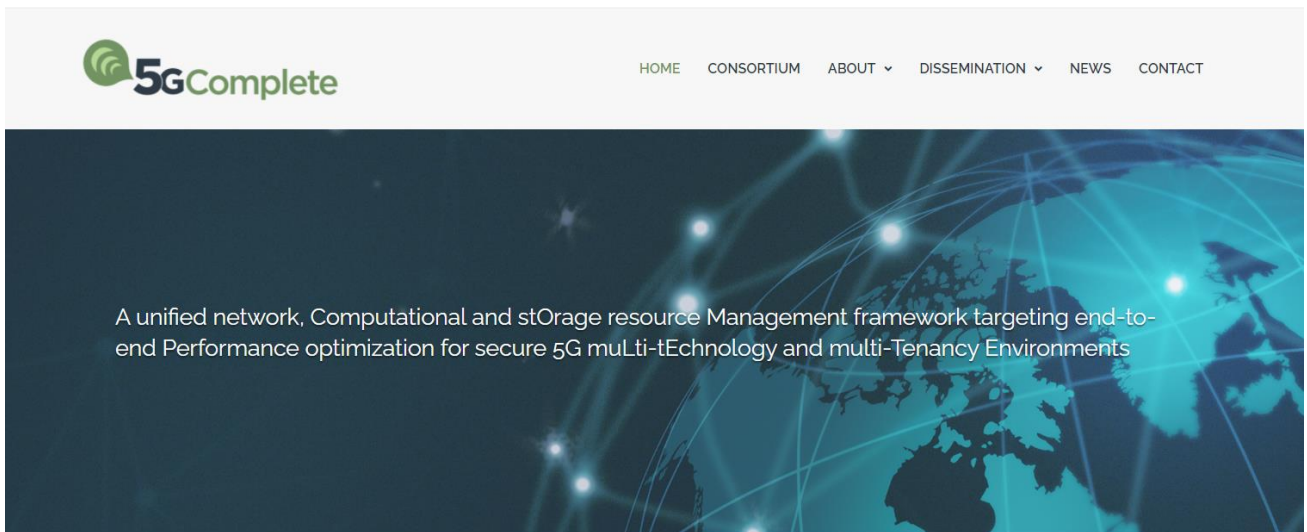 5GComplete
HOME CONSORTIUM ABOUT DISSEMINATION NEWS CONTACT
A unified network, Computational and stOrage resource Management framework targeting end-to-
end Performance optimization for secure 5G muLti-tEchnology and multi-Tenancy Environments